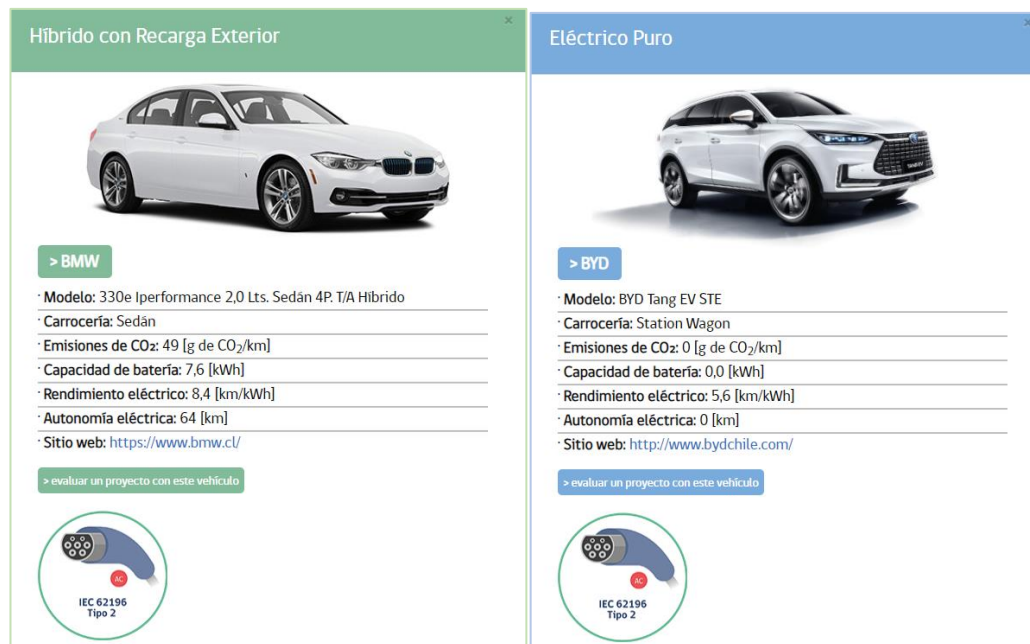 Híbrido con Recarga Exterior
×
> BMW
· Modelo: 330e Iperformance 2,0 Lts. Sedán 4P. T/A Híbrido
· Carrocería: Sedán
· Emisiones de CO₂: 49 [g de CO₂/km]
· Capacidad de batería: 7,6 [kWh]
· Rendimiento eléctrico: 8,4 [km/kWh]
· Autonomía eléctrica: 64 [km]
· Sitio web: https://www.bmw.cl/
> evaluar un proyecto con este vehículo
AC
IEC 62196
Tipo 2
Eléctrico Puro
×
TANG EV
> BYD
· Modelo: BYD Tang EV STE
· Carrocería: Station Wagon
· Emisiones de CO₂: 0 [g de CO₂/km]
· Capacidad de batería: 0,0 [kWh]
· Rendimiento eléctrico: 5,6 [km/kWh]
· Autonomía eléctrica: 0 [km]
· Sitio web: http://www.bydchile.com/
> evaluar un proyecto con este vehículo
AC
IEC 62196
Tipo 2